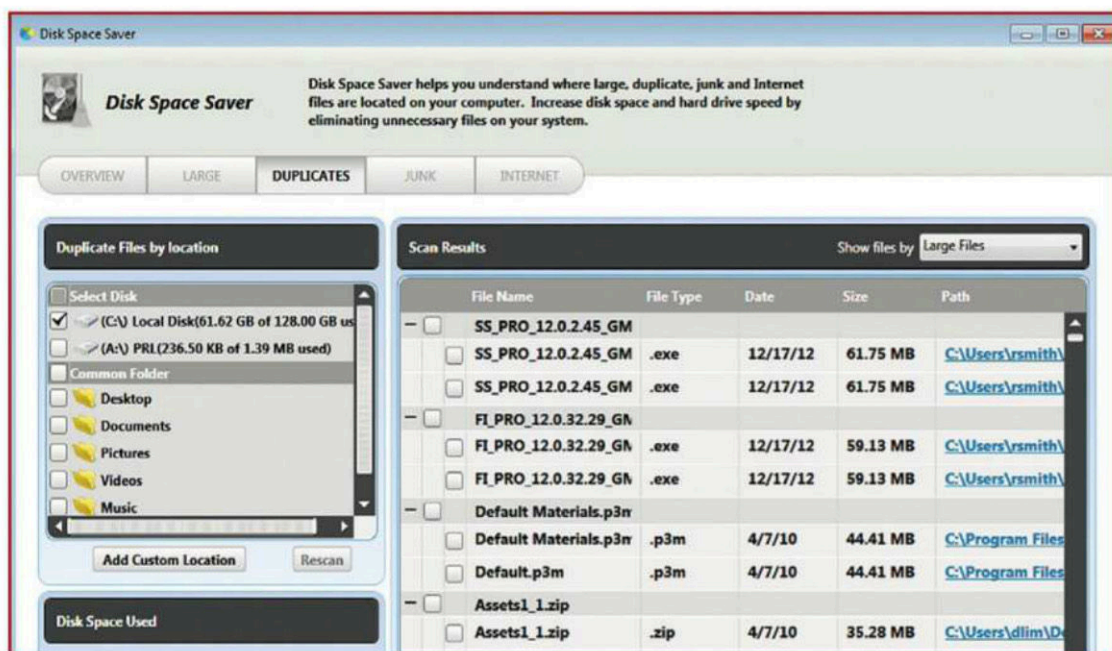 Disk Space Saver
Disk Space Saver
Disk Space Saver helps you understand where large, duplicate, junk and Internet
files are located on your computer. Increase disk space and hard drive speed by
eliminating unnecessary files on your system.
OVERVIEW LARGE DUPLICATES JUNK INTERNET
Duplicate Files by location
Select Disk
(C:\) Local Disk(61.62 GB of 128.00 GB us
(A:\) PRL(236.50 KB of 1.39 MB used)
Common Folder
Desktop
Documents
Pictures
Videos
Music
Add Custom Location Rescan
Disk Space Used
Scan Results Show files by Large Files
File Name File Type Date Size Path
SS_PRO_12.0.2.45_GM
SS_PRO_12.0.2.45_GM .exe 12/17/12 61.75 MB C:\Users\rsmith\
SS_PRO_12.0.2.45_GM .exe 12/17/12 61.75 MB C:\Users\rsmith\
FI_PRO_12.0.32.29_GN
FI_PRO_12.0.32.29_GN .exe 12/17/12 59.13 MB C:\Users\rsmith\
FI_PRO_12.0.32.29_GN .exe 12/17/12 59.13 MB C:\Users\rsmith\
Default Materials.p3m
Default Materials.p3m .p3m 4/7/10 44.41 MB C:\Program Files
Default.p3m .p3m 4/7/10 44.41 MB C:\Program Files
Assets1_1.zip
Assets1_1.zip .zip 4/7/10 35.28 MB C:\Users\dlim\De